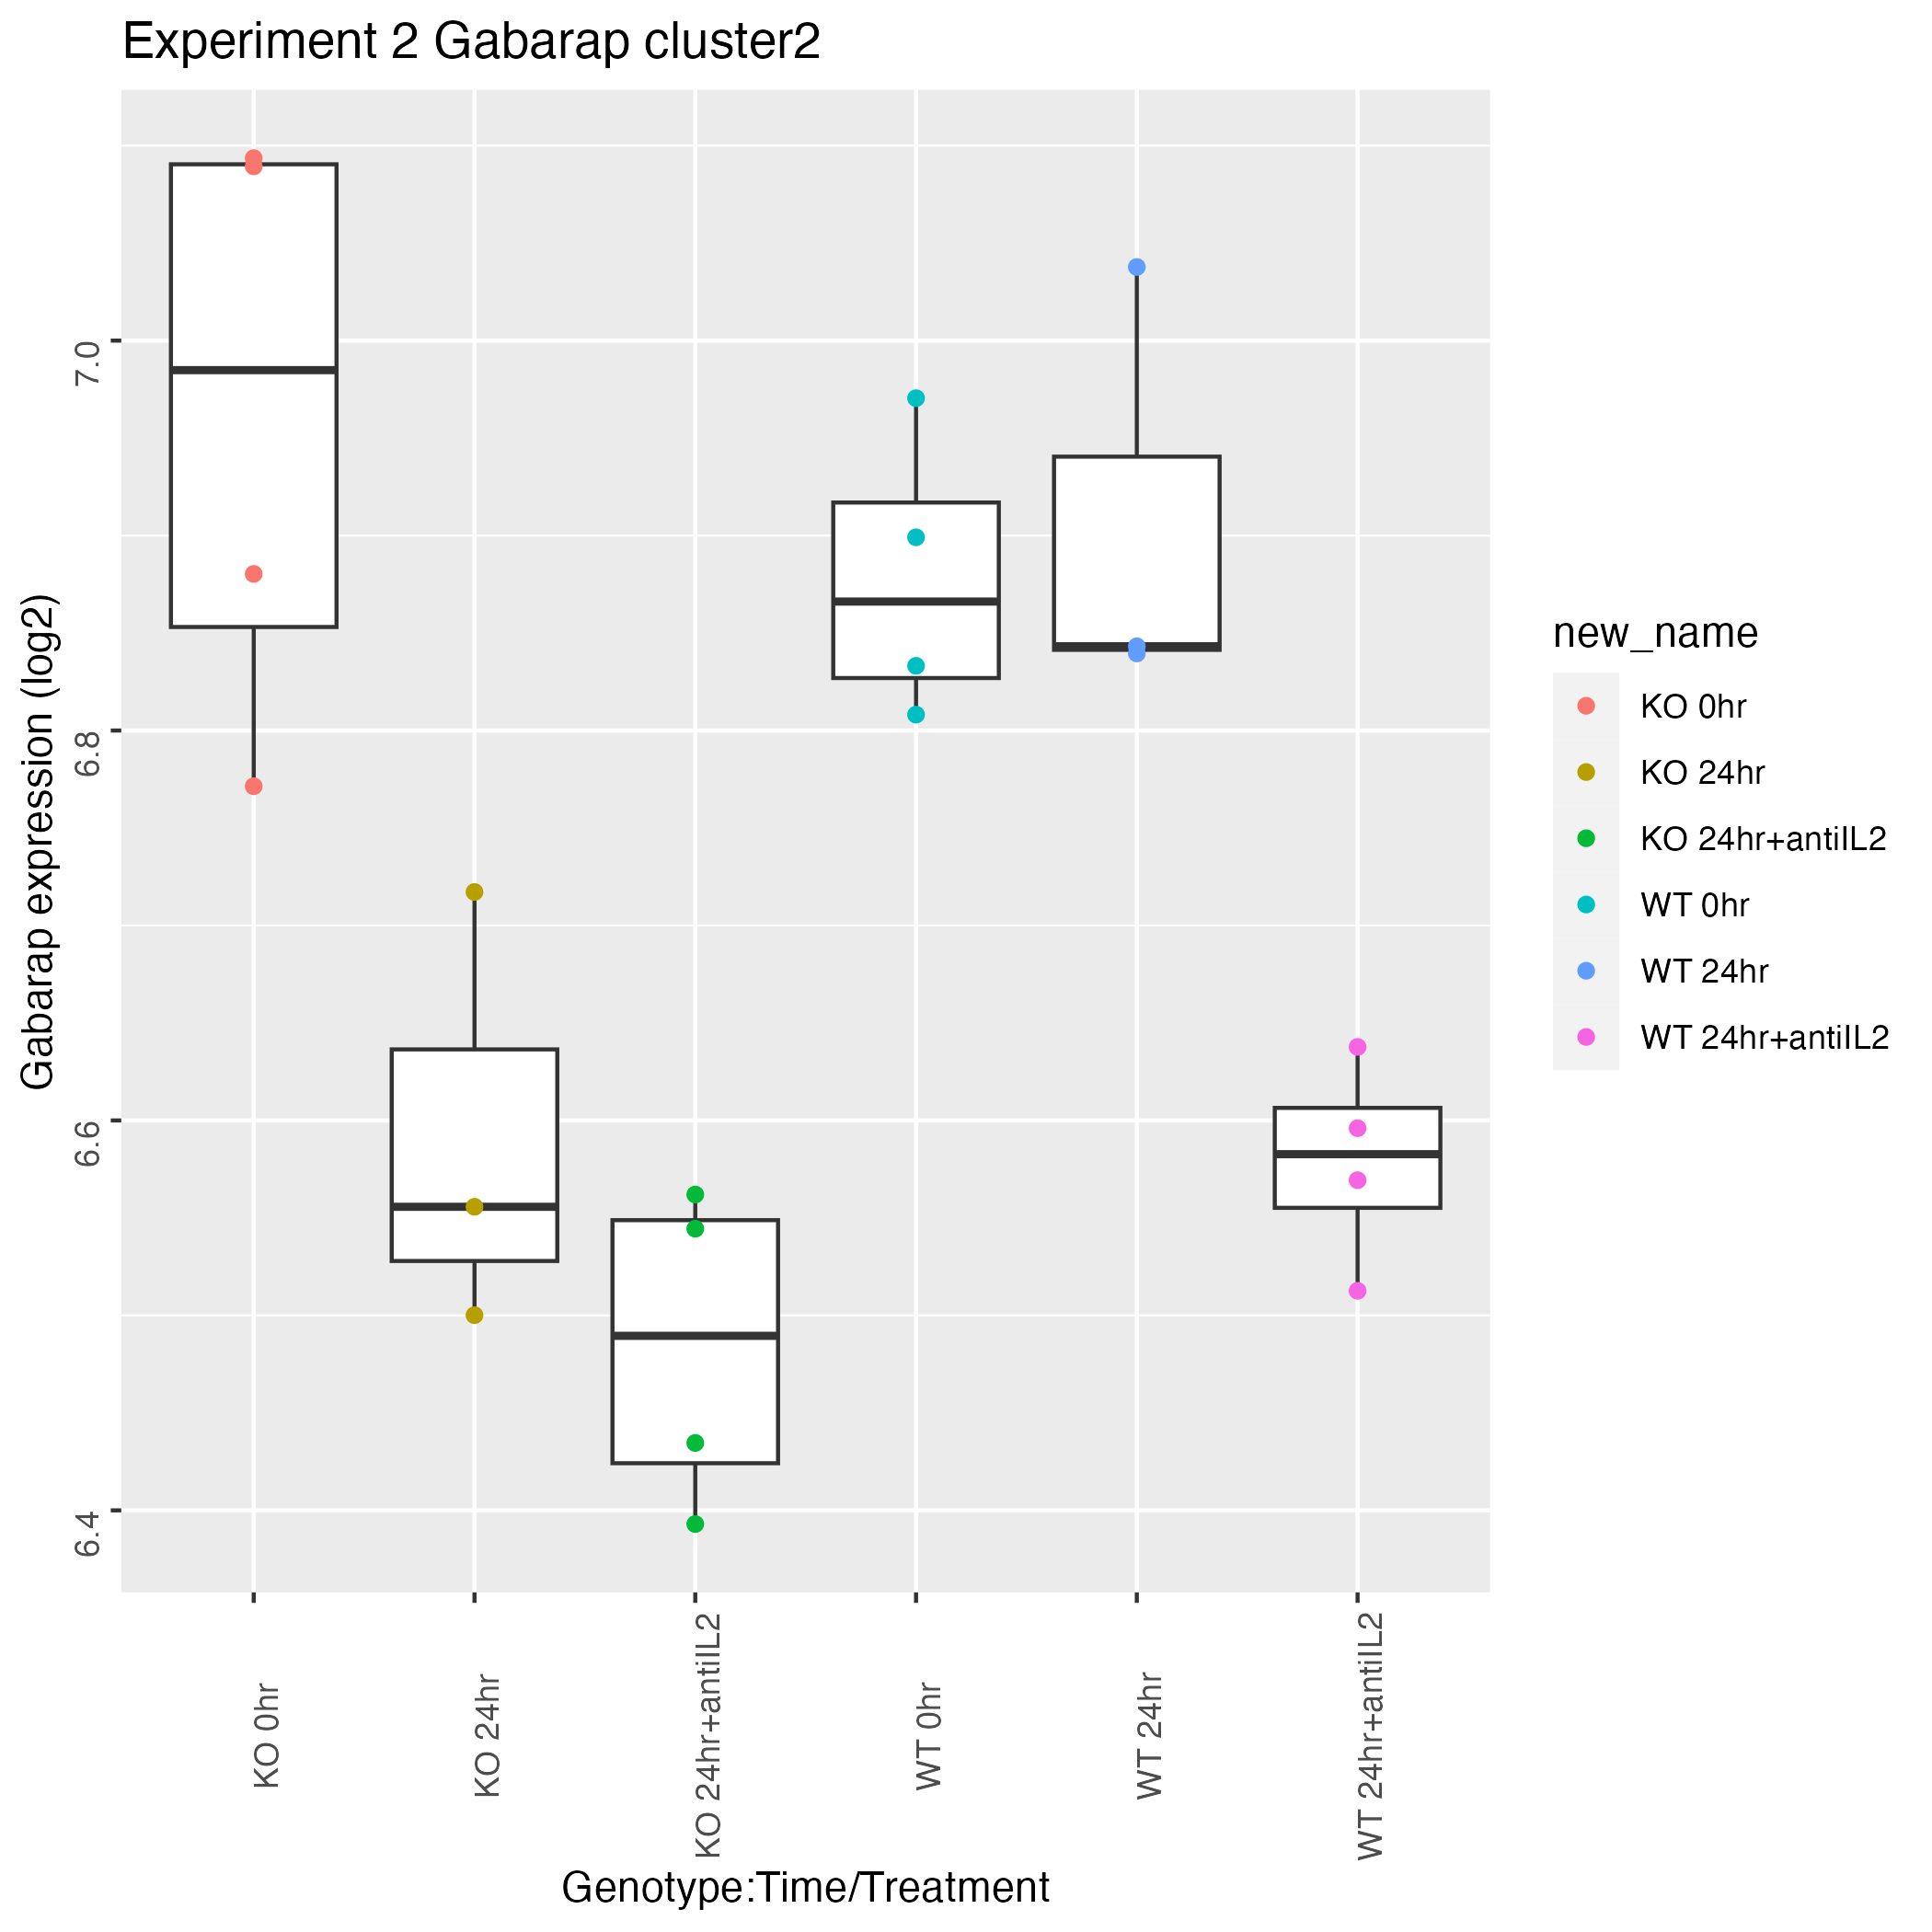 Experiment 2 Gabarap cluster2
Gabarap expression (log2)
7.0
6.8
6.6
6.4
KO 0hr
KO 24hr
KO 24hr+antiIL2
WT 0hr
WT 24hr
WT 24hr+antiIL2
Genotype:Time/Treatment
new_name
KO 0hr
KO 24hr
KO 24hr+antiIL2
WT 0hr
WT 24hr
WT 24hr+antiIL2